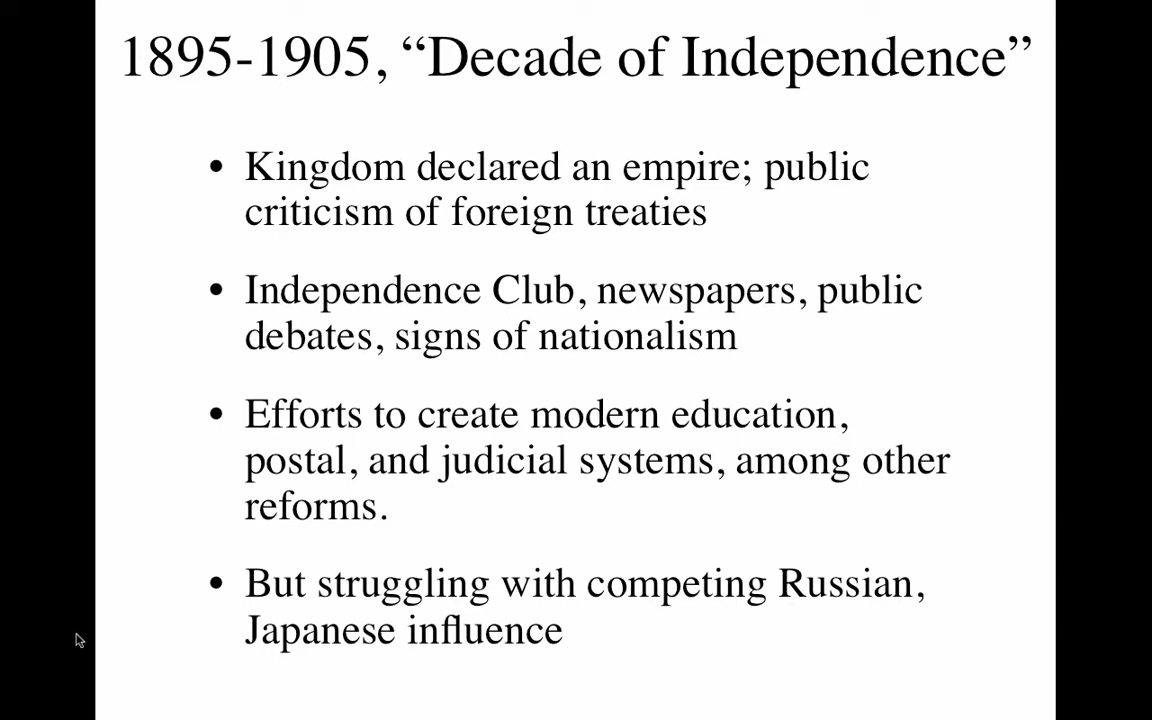 1895-1905, “Decade of Independence”
• Kingdom declared an empire; public
criticism of foreign treaties
• Independence Club, newspapers, public
debates, signs of nationalism
• Efforts to create modern education,
postal, and judicial systems, among other
reforms.
• But struggling with competing Russian,
Japanese influence